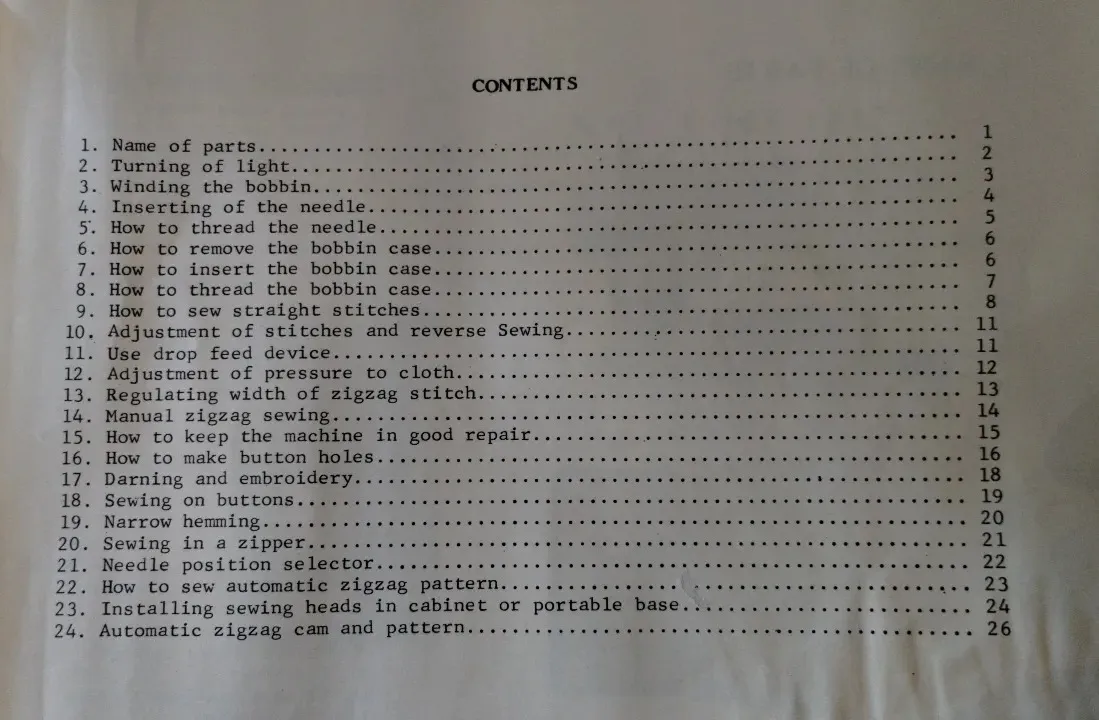 CONTENTS
1. Name of parts................................................................ 1
2. Turning of light............................................................. 2
3. Winding the bobbin........................................................... 3
4. Inserting of the needle...................................................... 4
5. How to thread the needle..................................................... 5
6. How to remove the bobbin case................................................ 6
7. How to insert the bobbin case................................................ 6
8. How to thread the bobbin case................................................ 7
9. How to sew straight stitches................................................. 8
10. Adjustment of stitches and reverse Sewing................................... 11
11. Use drop feed device........................................................ 11
12. Adjustment of pressure to cloth............................................. 12
13. Regulating width of zigzag stitch........................................... 13
14. Manual zigzag sewing........................................................ 14
15. How to keep the machine in good repair...................................... 15
16. How to make button holes.................................................... 16
17. Darning and embroidery...................................................... 18
18. Sewing on buttons........................................................... 19
19. Narrow hemming.............................................................. 20
20. Sewing in a zipper.......................................................... 21
21. Needle position selector.................................................... 22
22. How to sew automatic zigzag pattern......................................... 23
23. Installing sewing heads in cabinet or portable base......................... 24
24. Automatic zigzag cam and pattern............................................ 26